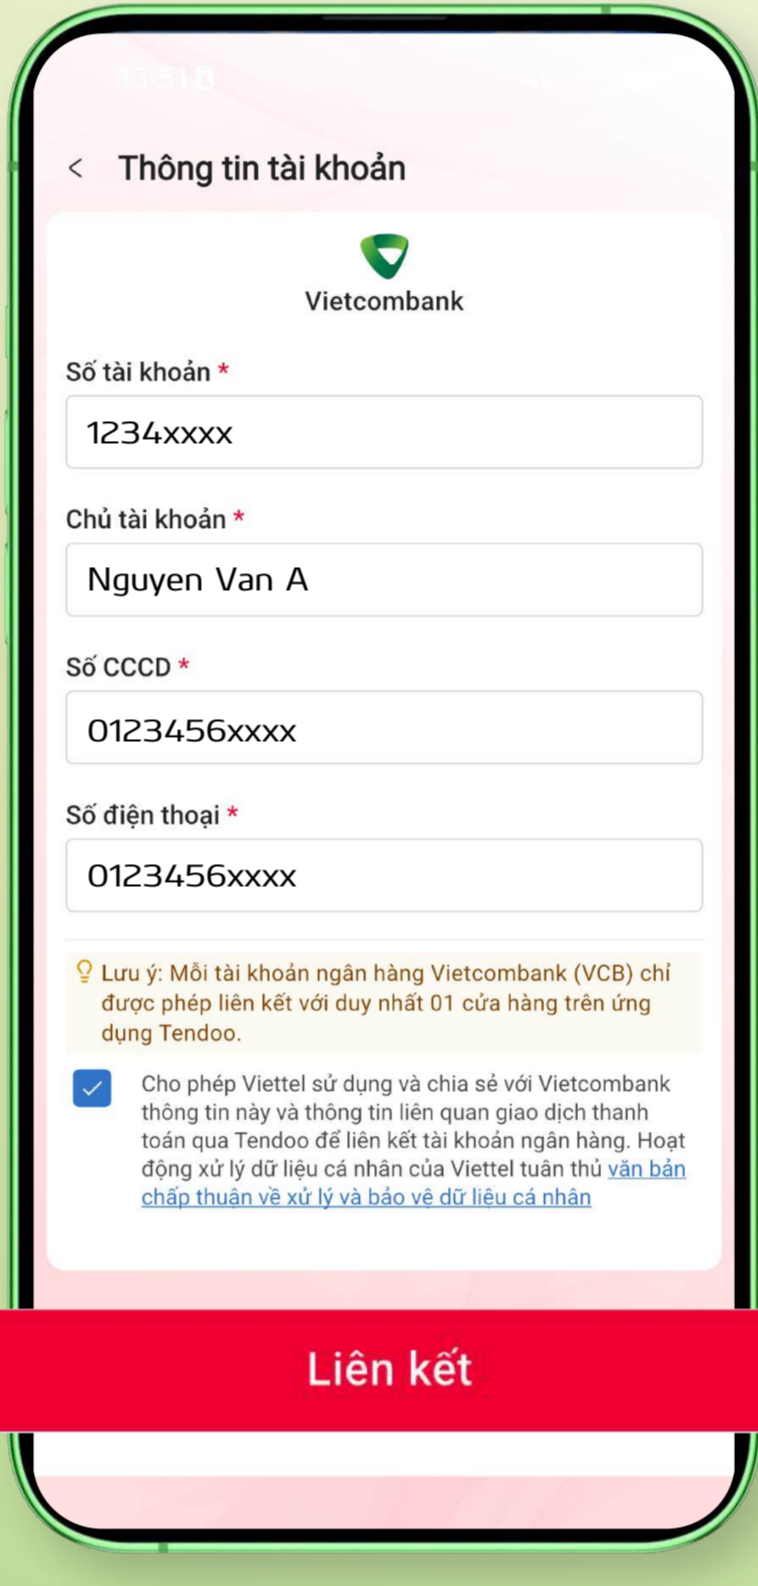 13:51
Thông tin tài khoản
Vietcombank
Số tài khoản *
1234xxxx
Chủ tài khoản *
Nguyen Van A
Số CCCD *
0123456xxxx
Số điện thoại *
0123456xxxx
Lưu ý: Mỗi tài khoản ngân hàng Vietcombank (VCB) chỉ
được phép liên kết với duy nhất 01 cửa hàng trên ứng
dụng Tendoo.
Cho phép Viettel sử dụng và chia sẻ với Vietcombank
thông tin này và thông tin liên quan giao dịch thanh
toán qua Tendoo để liên kết tài khoản ngân hàng. Hoạt
động xử lý dữ liệu cá nhân của Viettel tuân thủ văn bản
chấp thuận về xử lý và bảo vệ dữ liệu cá nhân
Liên kết